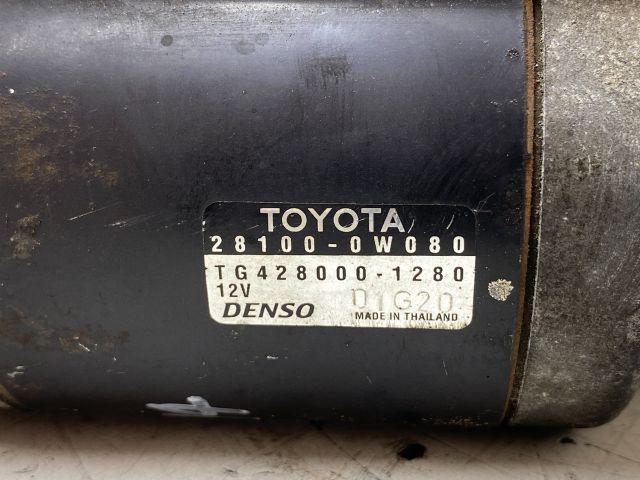 TOYOTA
28100-0W080
TG428000-1280
12V
01G20
DENSO
MADE IN THAILAND